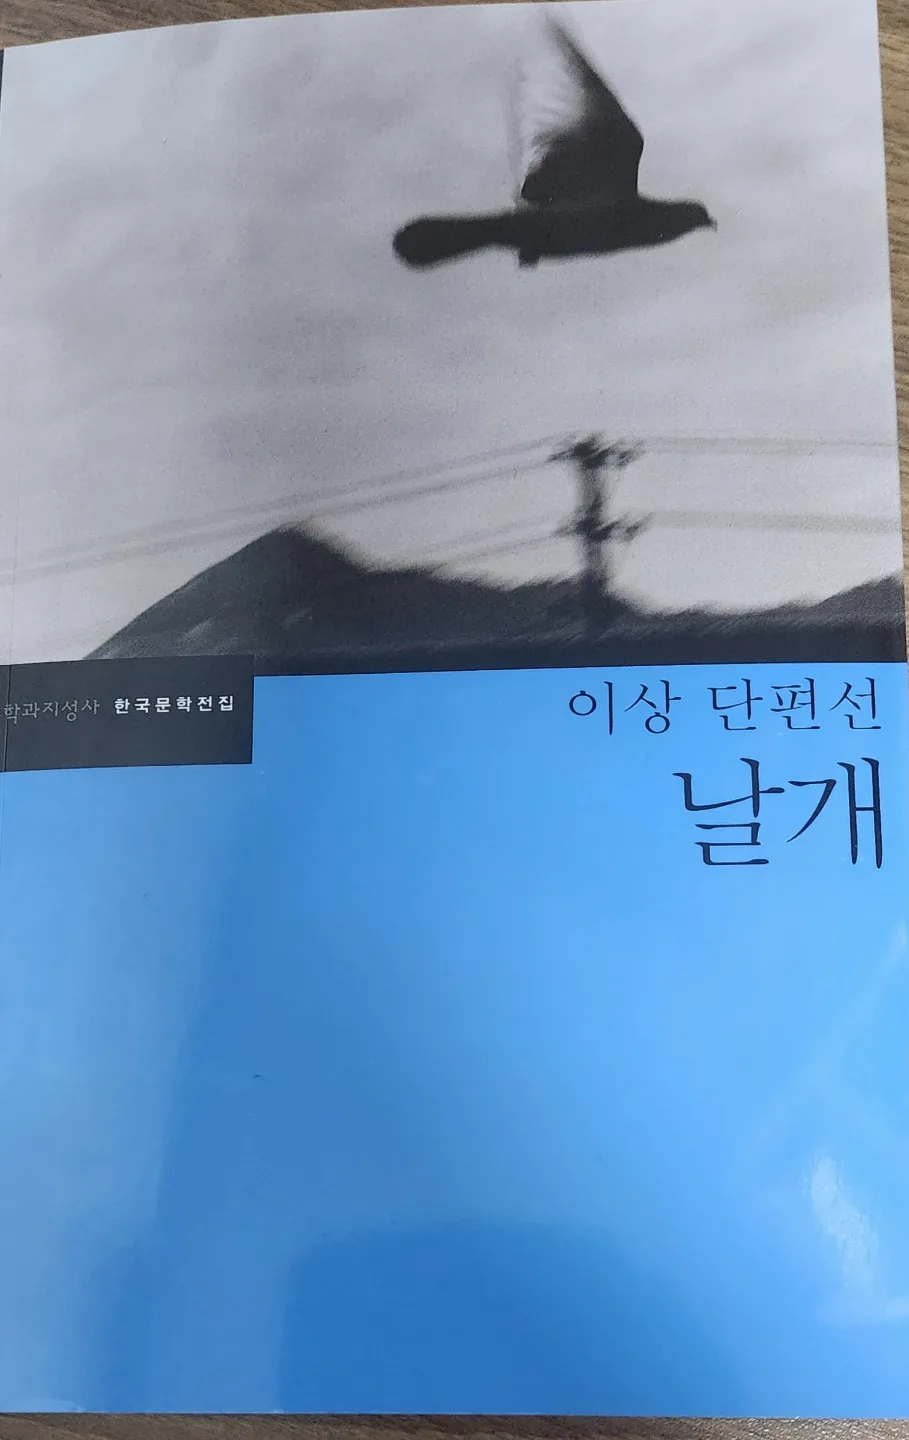 학과지성사 한국문학전집
이상 단편선
날개